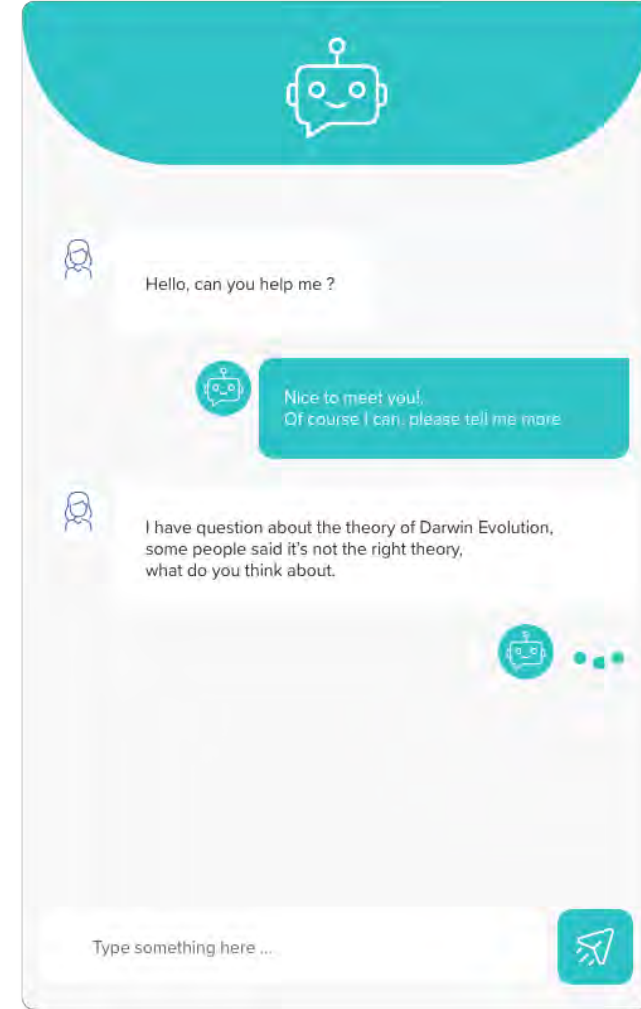 Hello, can you help me ?
Nice to meet you!,
Of course I can, please tell me more
I have question about the theory of Darwin Evolution,
some people said it's not the right theory,
what do you think about.
Type something here ...